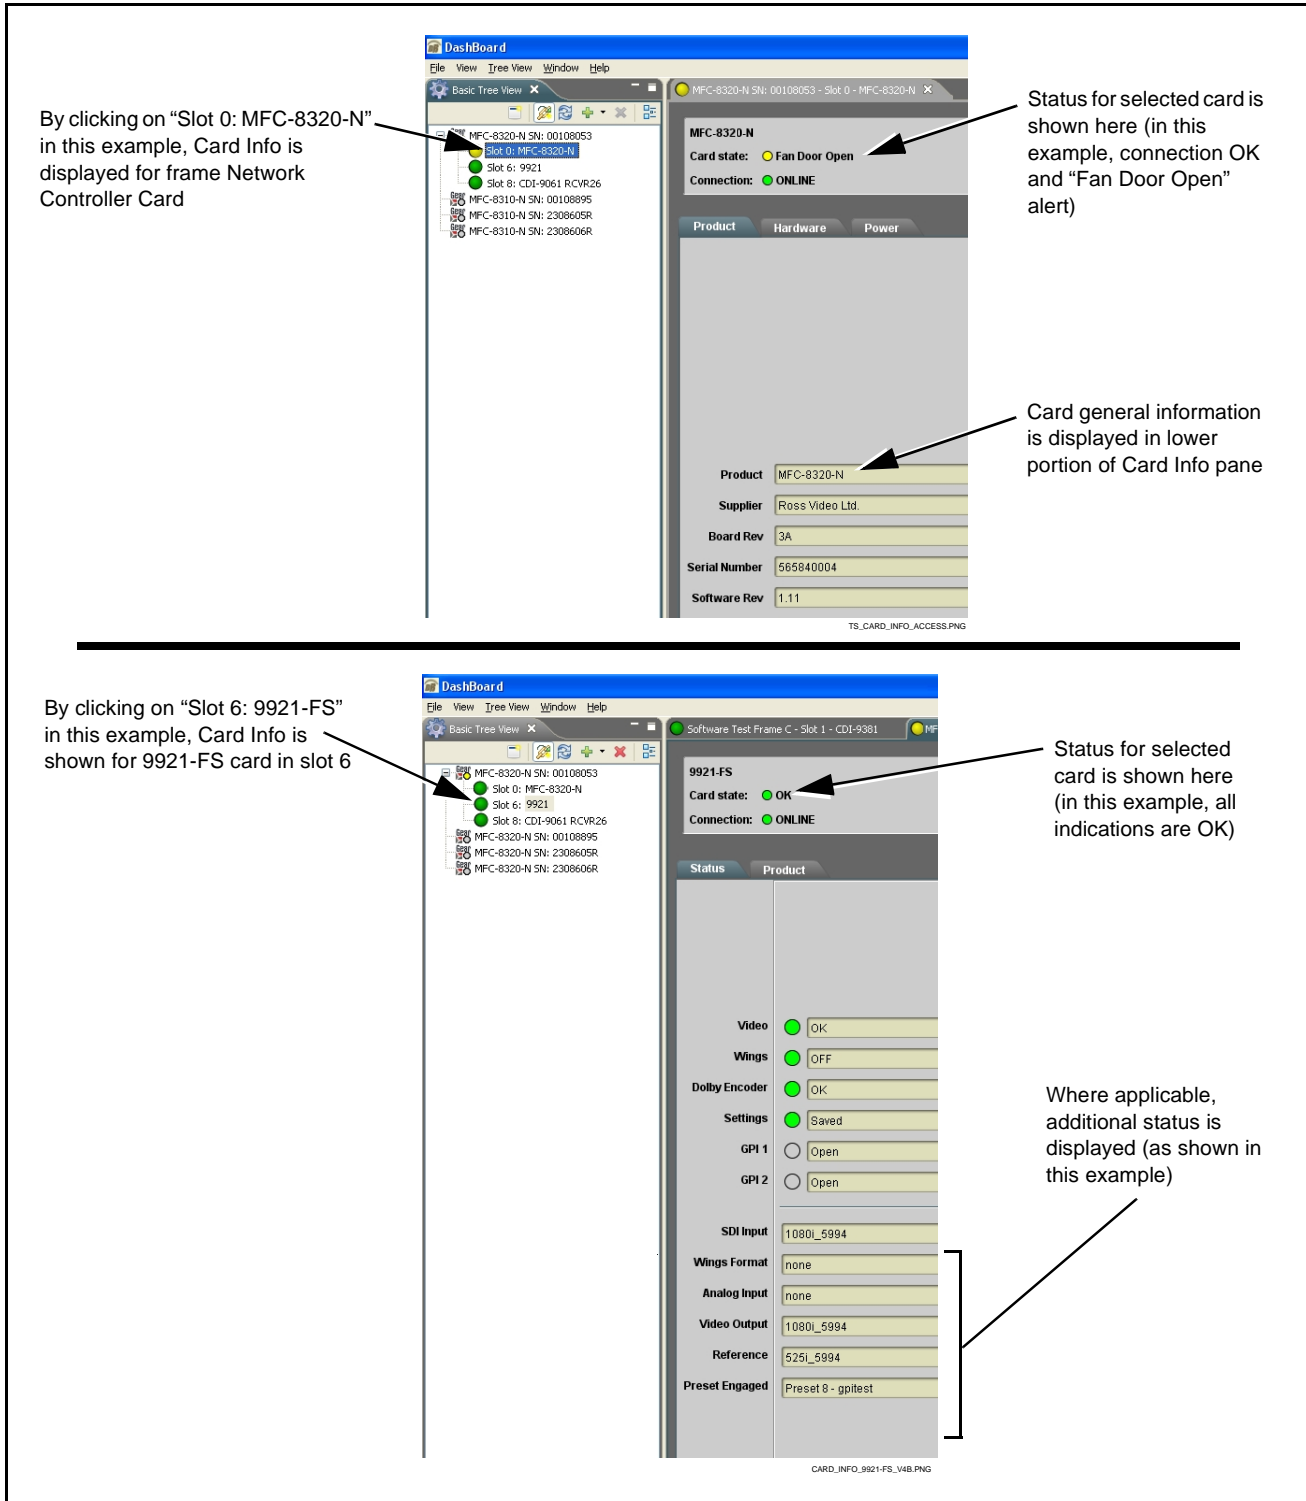 DashBoard
File View Tree View Window Help
Basic Tree View
MFC-8320-N SN: 00108053 - Slot 0 - MFC-8320-N
By clicking on “Slot 0: MFC-8320-N”
in this example, Card Info is
displayed for frame Network
Controller Card
MFC-8320-N SN: 00108053
Slot 0: MFC-8320-N
Slot 6: 9921
Slot 8: CDI-9061 RCVR26
MFC-8310-N SN: 00108895
MFC-8310-N SN: 2308605R
MFC-8310-N SN: 2308606R
MFC-8320-N
Card state: Fan Door Open
Connection: ONLINE
Status for selected card is
shown here (in this
example, connection OK
and “Fan Door Open”
alert)
Product Hardware Power
Card general information
is displayed in lower
portion of Card Info pane
Product MFC-8320-N
Supplier Ross Video Ltd.
Board Rev 3A
Serial Number 565840004
Software Rev 1.11
TS_CARD_INFO_ACCESS.PNG
DashBoard
File View Tree View Window Help
Basic Tree View
Software Test Frame C - Slot 1 - CDI-9381 MF
By clicking on “Slot 6: 9921-FS”
in this example, Card Info is
shown for 9921-FS card in slot 6
MFC-8320-N SN: 00108053
Slot 0: MFC-8320-N
Slot 6: 9921
Slot 8: CDI-9061 RCVR26
MFC-8320-N SN: 00108895
MFC-8320-N SN: 2308605R
MFC-8320-N SN: 2308606R
9921-FS
Card state: OK
Connection: ONLINE
Status for selected
card is shown here
(in this example, all
indications are OK)
Status Product
Video OK
Wings OFF
Dolby Encoder OK
Settings Saved
GPI 1 Open
GPI 2 Open
Where applicable,
additional status is
displayed (as shown in
this example)
SDI Input 1080i_5994
Wings Format none
Analog Input none
Video Output 1080i_5994
Reference 525i_5994
Preset Engaged Preset 8 - gpitest
CARD_INFO_9921-FS_V4B.PNG